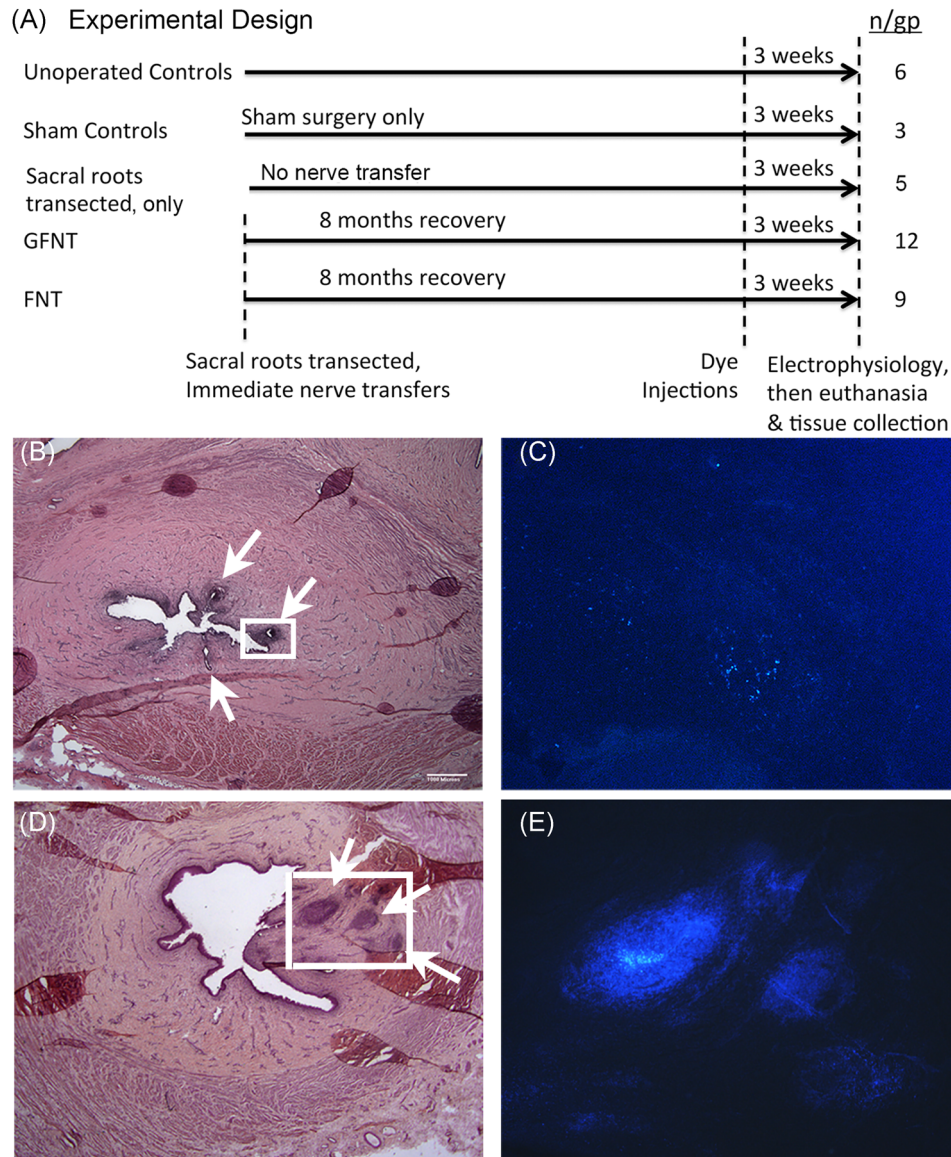 (A) Experimental Design
n/gp
Unoperated Controls
3 weeks
6
Sham Controls
Sham surgery only
3 weeks
3
Sacral roots
transected, only
No nerve transfer
3 weeks
5
GFNT
8 months recovery
3 weeks
12
FNT
8 months recovery
3 weeks
9
Sacral roots transected,
Immediate nerve transfers
Dye
Injections
Electrophysiology,
then euthanasia
& tissue collection
(B)
(C)
(D)
(E)